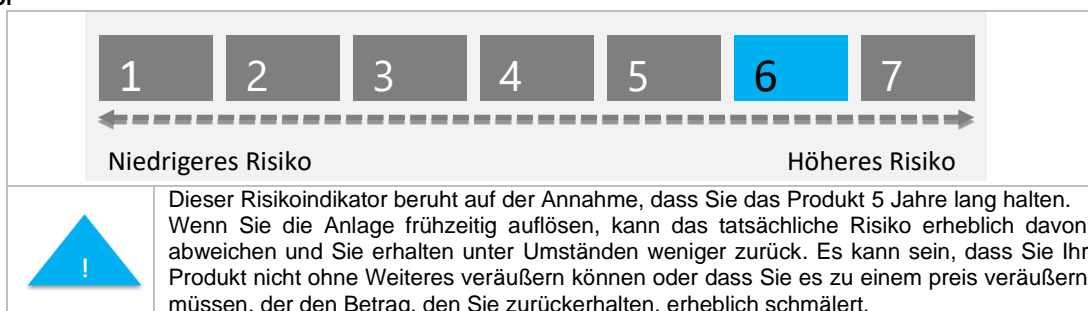 1 2 3 4 5 6 7
Niedrigeres Risiko Höheres Risiko
Dieser Risikoindikator beruht auf der Annahme, dass Sie das Produkt 5 Jahre lang halten.
Wenn Sie die Anlage frühzeitig auflösen, kann das tatsächliche Risiko erheblich davon
abweichen und Sie erhalten unter Umständen weniger zurück. Es kann sein, dass Sie Ihr
! Produkt nicht ohne Weiteres veräußern können oder dass Sie es zu einem preis veräußern
müssen, der den Betrag, den Sie zurückerhalten, erheblich schmälert.